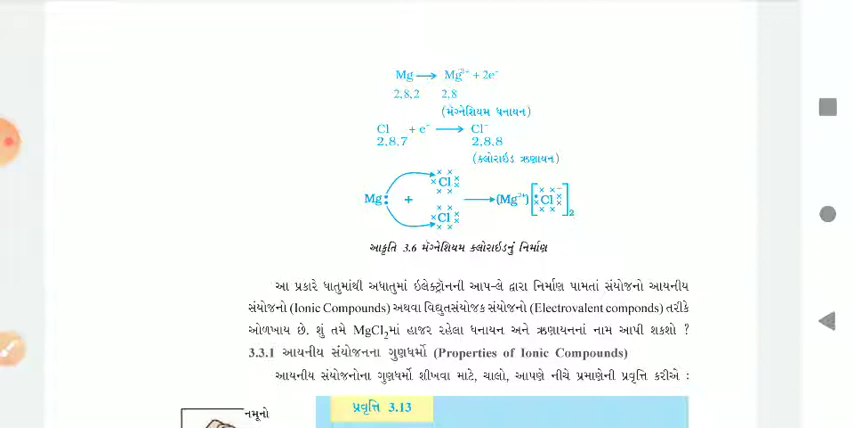 Mg → Mg²⁺ + 2e⁻
2,8,2 2,8
(મૅગ્નેશિયમ ધનાયન)
Cl + e⁻ → Cl⁻
2,8,7 2,8,8
(ક્લોરાઇડ ઋણાયન)
Cl
Mg + → (Mg²⁺) [Cl⁻]₂
Cl
આકૃતિ 3.6 મૅગ્નેશિયમ ક્લોરાઇડનું નિર્માણ
આ પ્રકારે ધાતુમાંથી અધાતુમાં ઇલેક્ટ્રૉનની આપ-લે દ્વારા નિર્માણ પામતાં સંયોજનો આયનીય
સંયોજનો (Ionic Compounds) અથવા વિદ્યુતસંયોજક સંયોજનો (Electrovalent componds) તરીકે
ઓળખાય છે. શું તમે MgCl₂માં હાજર રહેલા ધનાયન અને ઋણાયનનાં નામ આપી શકશો ?
3.3.1 આયનીય સંયોજનના ગુણધર્મો (Properties of Ionic Compounds)
આયનીય સંયોજનોના ગુણધર્મો શીખવા માટે, ચાલો, આપણે નીચે પ્રમાણેની પ્રવૃત્તિ કરીએ :
પ્રવૃત્તિ 3.13
નમૂનો